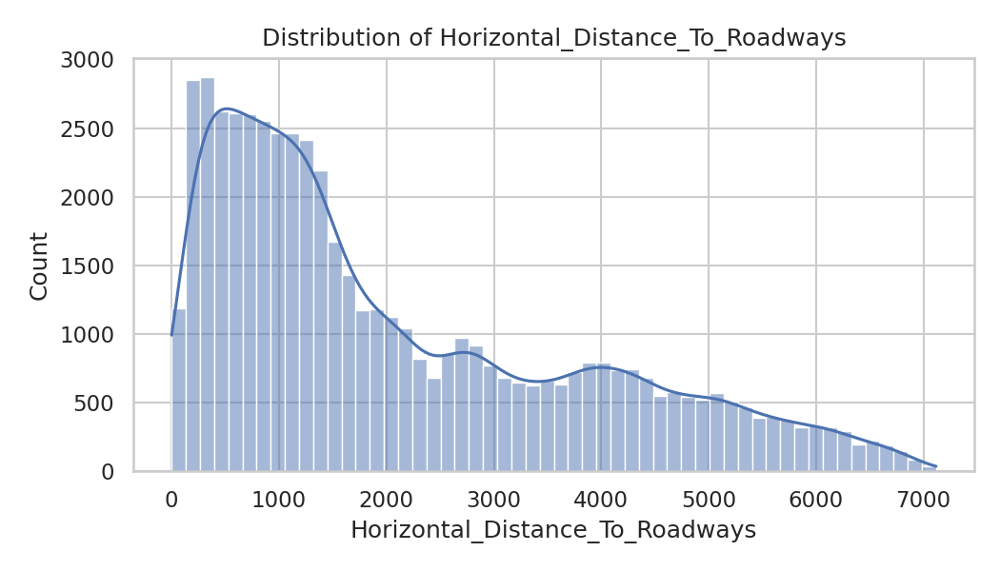 Distribution of Horizontal_Distance_To_Roadways
3000
2500
2000
1500
1000
500
0
Count
0 1000 2000 3000 4000 5000 6000 7000
Horizontal_Distance_To_Roadways